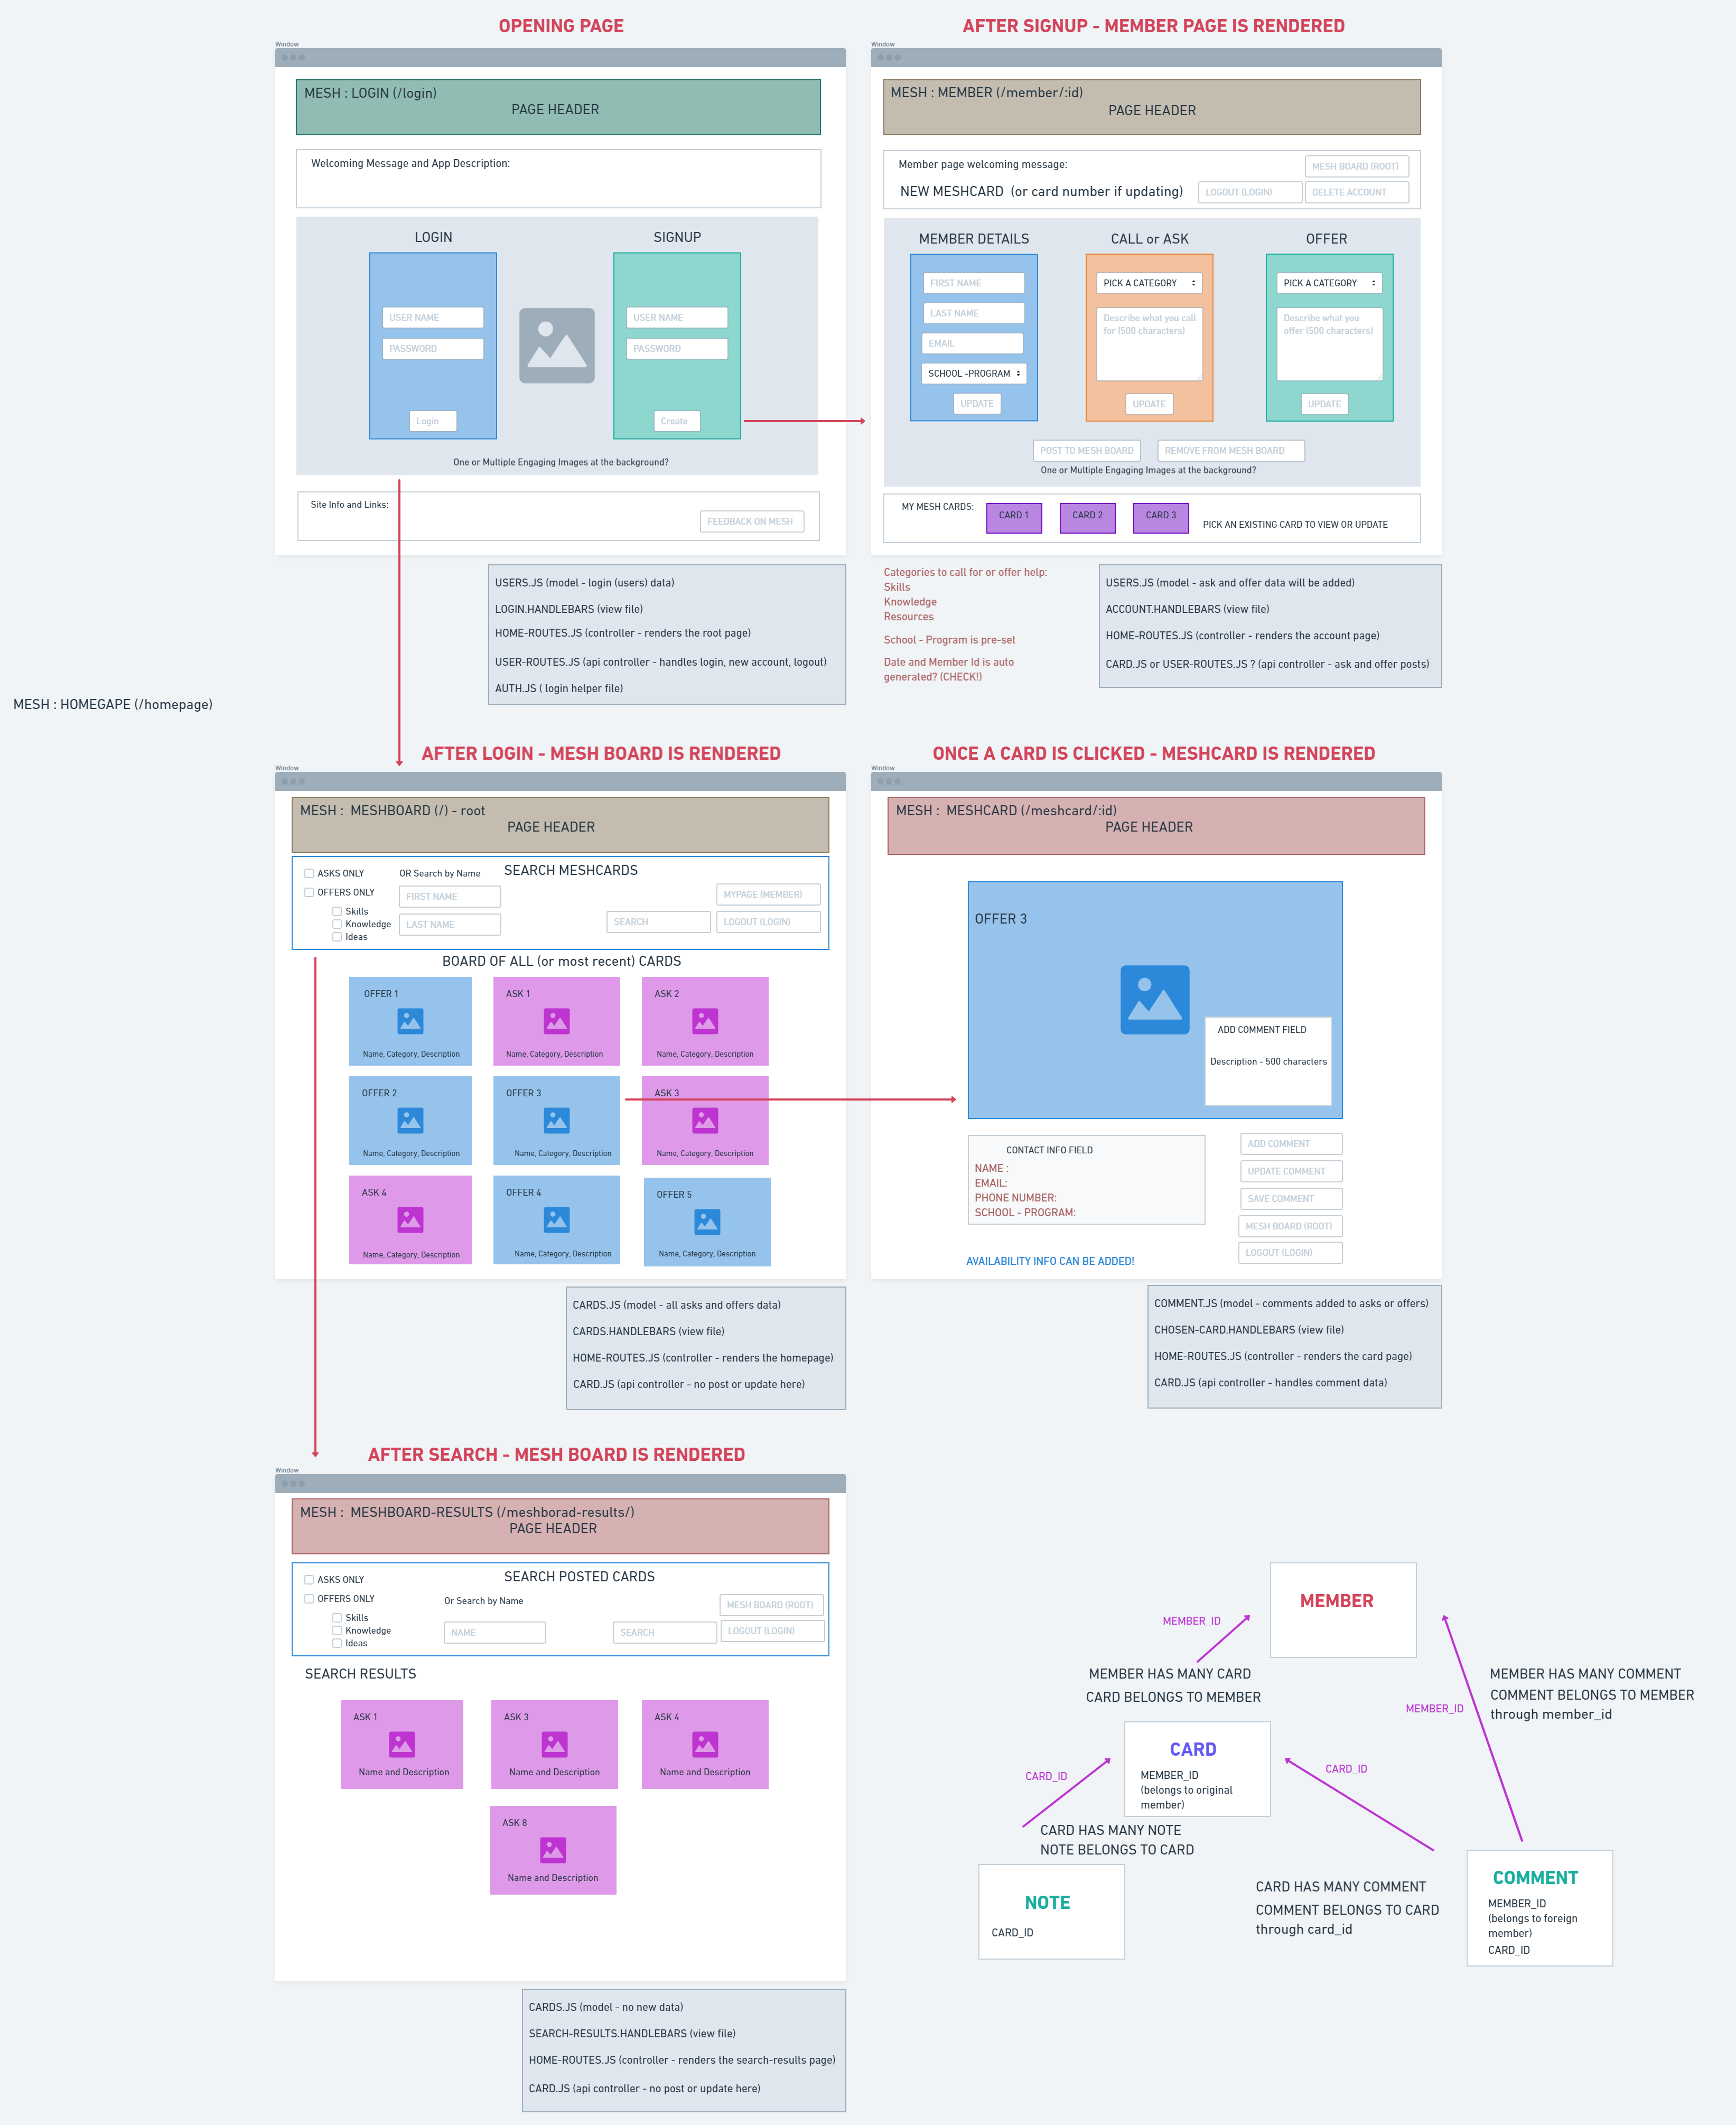 OPENING PAGE
Window
MESH : LOGIN (/login)
PAGE HEADER
Welcoming Message and App Description:
LOGIN
SIGNUP
USER NAME
PASSWORD
Login
USER NAME
PASSWORD
Create
One or Multiple Engaging Images at the background?
Site Info and Links:
FEEDBACK ON MESH
USERS.JS (model - login (users) data)
LOGIN.HANDLEBARS (view file)
HOME-ROUTES.JS (controller - renders the root page)
USER-ROUTES.JS (api controller - handles login, new account, logout)
AUTH.JS ( login helper file)
AFTER SIGNUP - MEMBER PAGE IS RENDERED
Window
MESH : MEMBER (/member/:id)
PAGE HEADER
Member page welcoming message:
MESH BOARD (ROOT)
NEW MESHCARD (or card number if updating)
LOGOUT (LOGIN)
DELETE ACCOUNT
MEMBER DETAILS
CALL or ASK
OFFER
FIRST NAME
LAST NAME
EMAIL
SCHOOL -PROGRAM
UPDATE
PICK A CATEGORY
Describe what you call
for (500 characters)
UPDATE
PICK A CATEGORY
Describe what you
offer (500 characters)
UPDATE
POST TO MESH BOARD
REMOVE FROM MESH BOARD
One or Multiple Engaging Images at the background?
MY MESH CARDS:
CARD 1
CARD 2
CARD 3
PICK AN EXISTING CARD TO VIEW OR UPDATE
Categories to call for or offer help:
Skills
Knowledge
Resources
School - Program is pre-set
Date and Member Id is auto
generated? (CHECK!)
USERS.JS (model - ask and offer data will be added)
ACCOUNT.HANDLEBARS (view file)
HOME-ROUTES.JS (controller - renders the account page)
CARD.JS or USER-ROUTES.JS ? (api controller - ask and offer posts)
MESH : HOMEGAPE (/homepage)
AFTER LOGIN - MESH BOARD IS RENDERED
Window
MESH : MESHBOARD (/) - root
PAGE HEADER
ASKS ONLY
OFFERS ONLY
Skills
Knowledge
Ideas
OR Search by Name
FIRST NAME
LAST NAME
SEARCH MESHCARDS
MYPAGE (MEMBER)
SEARCH
LOGOUT (LOGIN)
BOARD OF ALL (or most recent) CARDS
OFFER 1
Name, Category, Description
ASK 1
Name, Category, Description
ASK 2
Name, Category, Description
OFFER 2
Name, Category, Description
OFFER 3
Name, Category, Description
ASK 3
Name, Category, Description
ASK 4
Name, Category, Description
OFFER 4
Name, Category, Description
OFFER 5
Name, Category, Description
CARDS.JS (model - all asks and offers data)
CARDS.HANDLEBARS (view file)
HOME-ROUTES.JS (controller - renders the homepage)
CARD.JS (api controller - no post or update here)
ONCE A CARD IS CLICKED - MESHCARD IS RENDERED
Window
MESH : MESHCARD (/meshcard/:id)
PAGE HEADER
OFFER 3
ADD COMMENT FIELD
Description - 500 characters
CONTACT INFO FIELD
NAME :
EMAIL:
PHONE NUMBER:
SCHOOL - PROGRAM:
ADD COMMENT
UPDATE COMMENT
SAVE COMMENT
MESH BOARD (ROOT)
LOGOUT (LOGIN)
AVAILABILITY INFO CAN BE ADDED!
COMMENT.JS (model - comments added to asks or offers)
CHOSEN-CARD.HANDLEBARS (view file)
HOME-ROUTES.JS (controller - renders the card page)
CARD.JS (api controller - handles comment data)
AFTER SEARCH - MESH BOARD IS RENDERED
Window
MESH : MESHBOARD-RESULTS (/meshborad-results/)
PAGE HEADER
ASKS ONLY
OFFERS ONLY
Skills
Knowledge
Ideas
SEARCH POSTED CARDS
Or Search by Name
NAME
SEARCH
MESH BOARD (ROOT)
LOGOUT (LOGIN)
SEARCH RESULTS
ASK 1
Name and Description
ASK 3
Name and Description
ASK 4
Name and Description
ASK 8
Name and Description
CARDS.JS (model - no new data)
SEARCH-RESULTS.HANDLEBARS (view file)
HOME-ROUTES.JS (controller - renders the search-results page)
CARD.JS (api controller - no post or update here)
MEMBER
MEMBER_ID
MEMBER HAS MANY CARD
CARD BELONGS TO MEMBER
MEMBER HAS MANY COMMENT
COMMENT BELONGS TO MEMBER
through member_id
MEMBER_ID
CARD
MEMBER_ID
(belongs to original
member)
CARD_ID
CARD_ID
CARD HAS MANY NOTE
NOTE BELONGS TO CARD
NOTE
CARD_ID
CARD HAS MANY COMMENT
COMMENT BELONGS TO CARD
through card_id
COMMENT
MEMBER_ID
(belongs to foreign
member)
CARD_ID